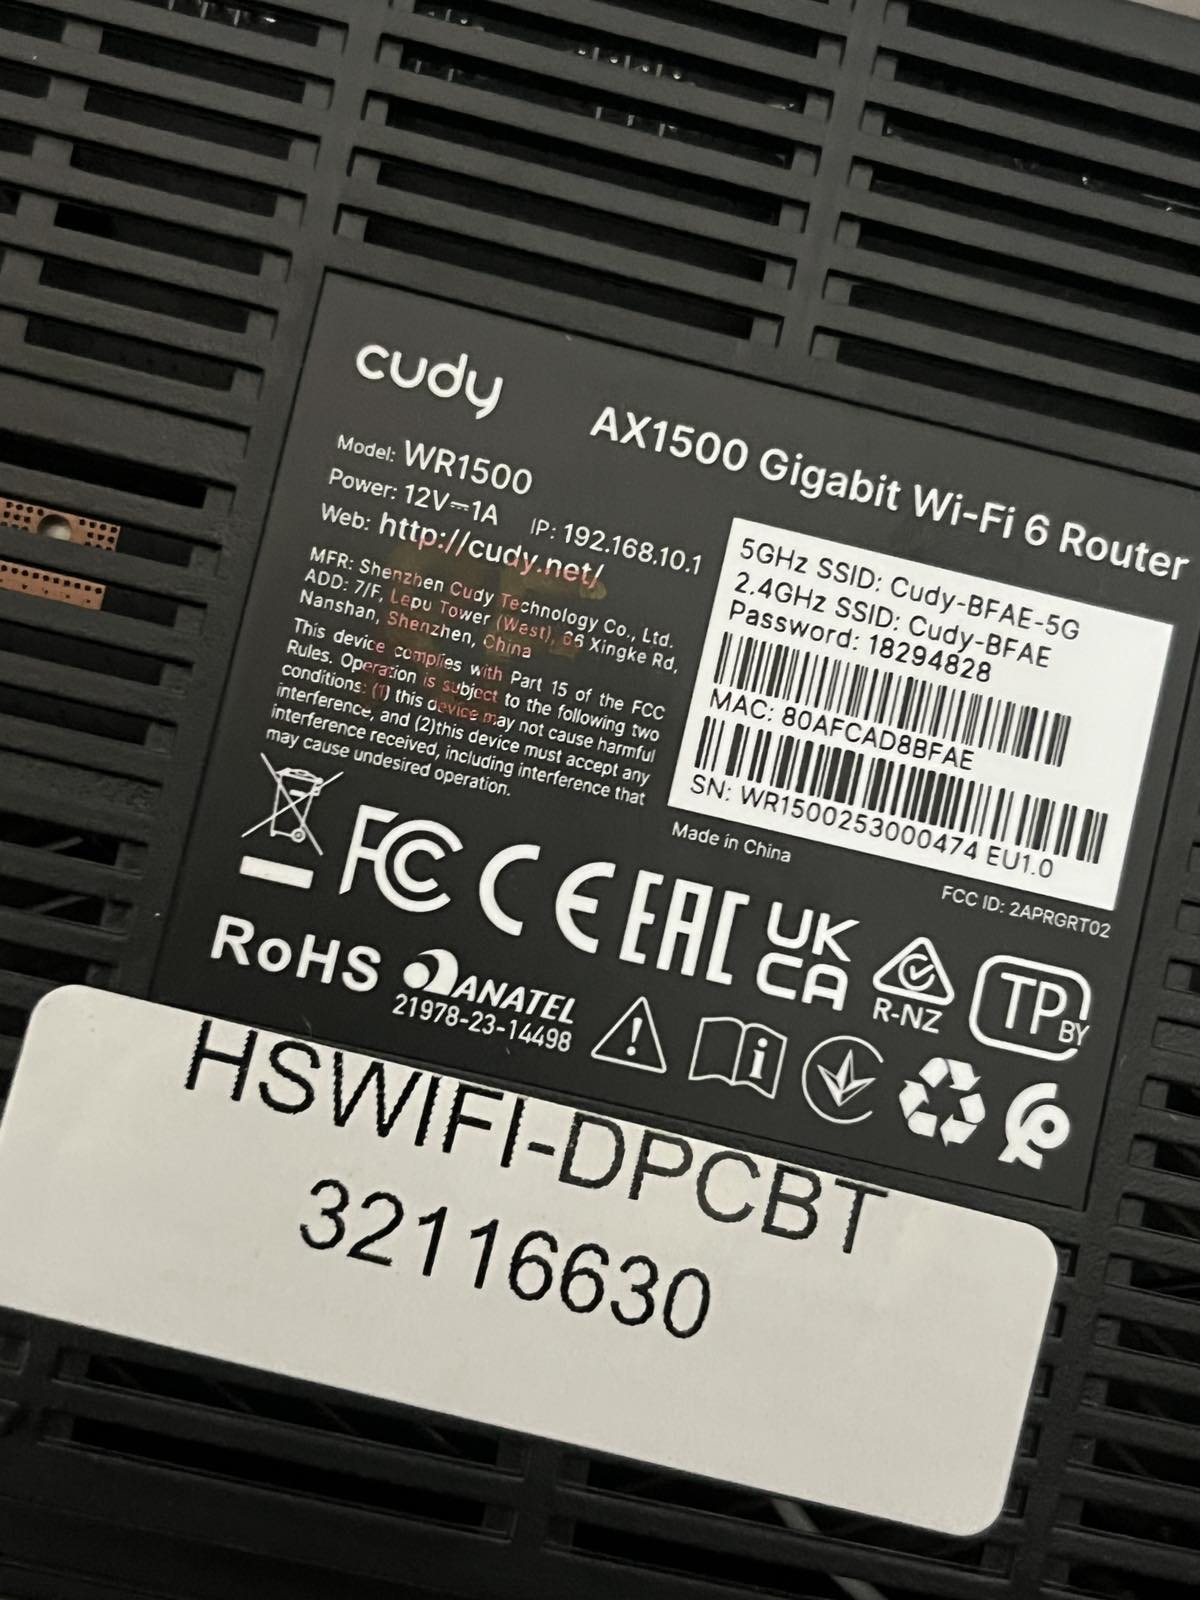 cudy
AX1500 Gigabit Wi-Fi 6 Router
Model: WR1500
Power: 12V⎓1A IP: 192.168.10.1
Web: http://cudy.net/
MFR: Shenzhen Cudy Technology Co., Ltd.
ADD: 7/F, Lepu Tower (West), 66 Xingke Rd,
Nanshan, Shenzhen, China
This device complies with Part 15 of the FCC
Rules. Operation is subject to the following two
conditions: (1) this device may not cause harmful
interference, and (2)this device must accept any
interference received, including interference that
may cause undesired operation.
5GHz SSID: Cudy-BFAE-5G
2.4GHz SSID: Cudy-BFAE
Password: 18294828
MAC: 80AFCAD8BFAE
SN: WR1500253000474 EU1.0
Made in China
FCC ID: 2APRGRT02
FC CE EAC UK
CA
R-NZ
TP BY
RoHS ANATEL
21978-23-14498
HSWIFI-DPCBT
32116630